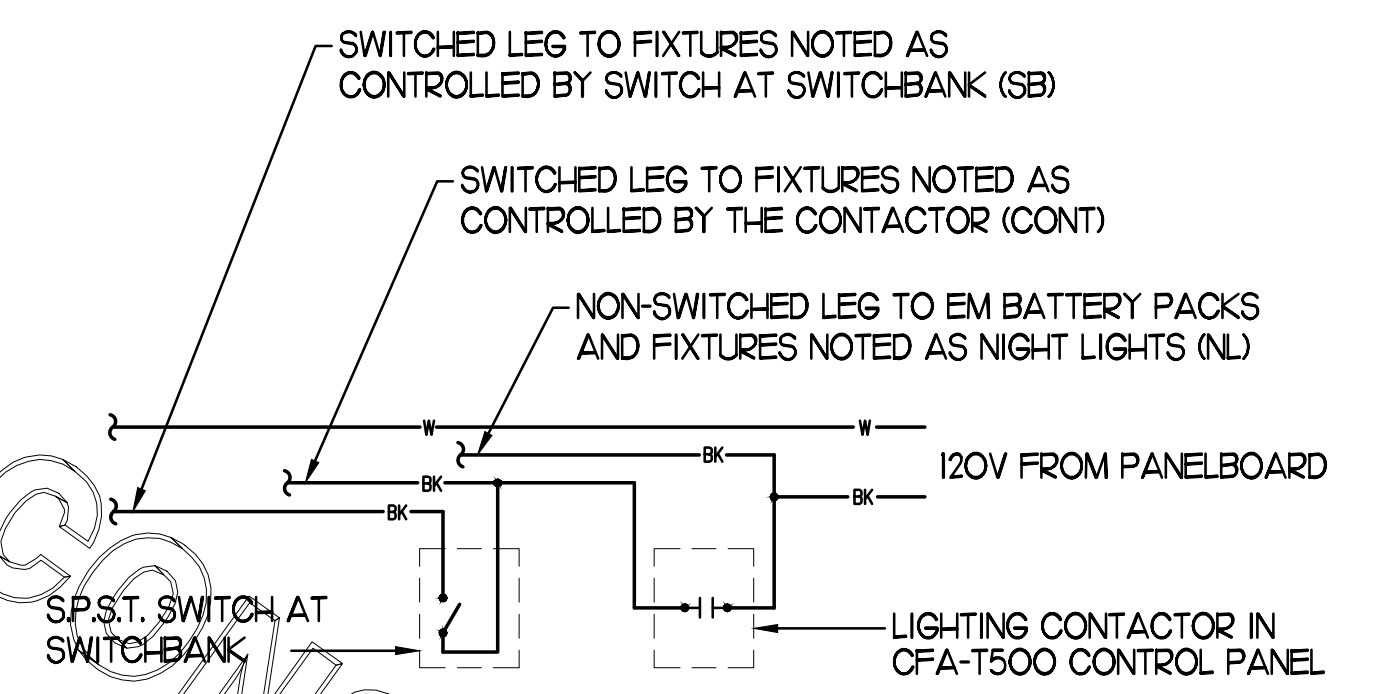 SWITCHED LEG TO FIXTURES NOTED AS
CONTROLLED BY SWITCH AT SWITCHBANK (SB)
SWITCHED LEG TO FIXTURES NOTED AS
CONTROLLED BY THE CONTACTOR (CONT)
NON-SWITCHED LEG TO EM BATTERY PACKS
AND FIXTURES NOTED AS NIGHT LIGHTS (NL)
W W
BK
120V FROM PANELBOARD
BK BK
BK
S.P.S.T. SWITCH AT
SWITCHBANK
LIGHTING CONTACTOR IN
CFA-T500 CONTROL PANEL